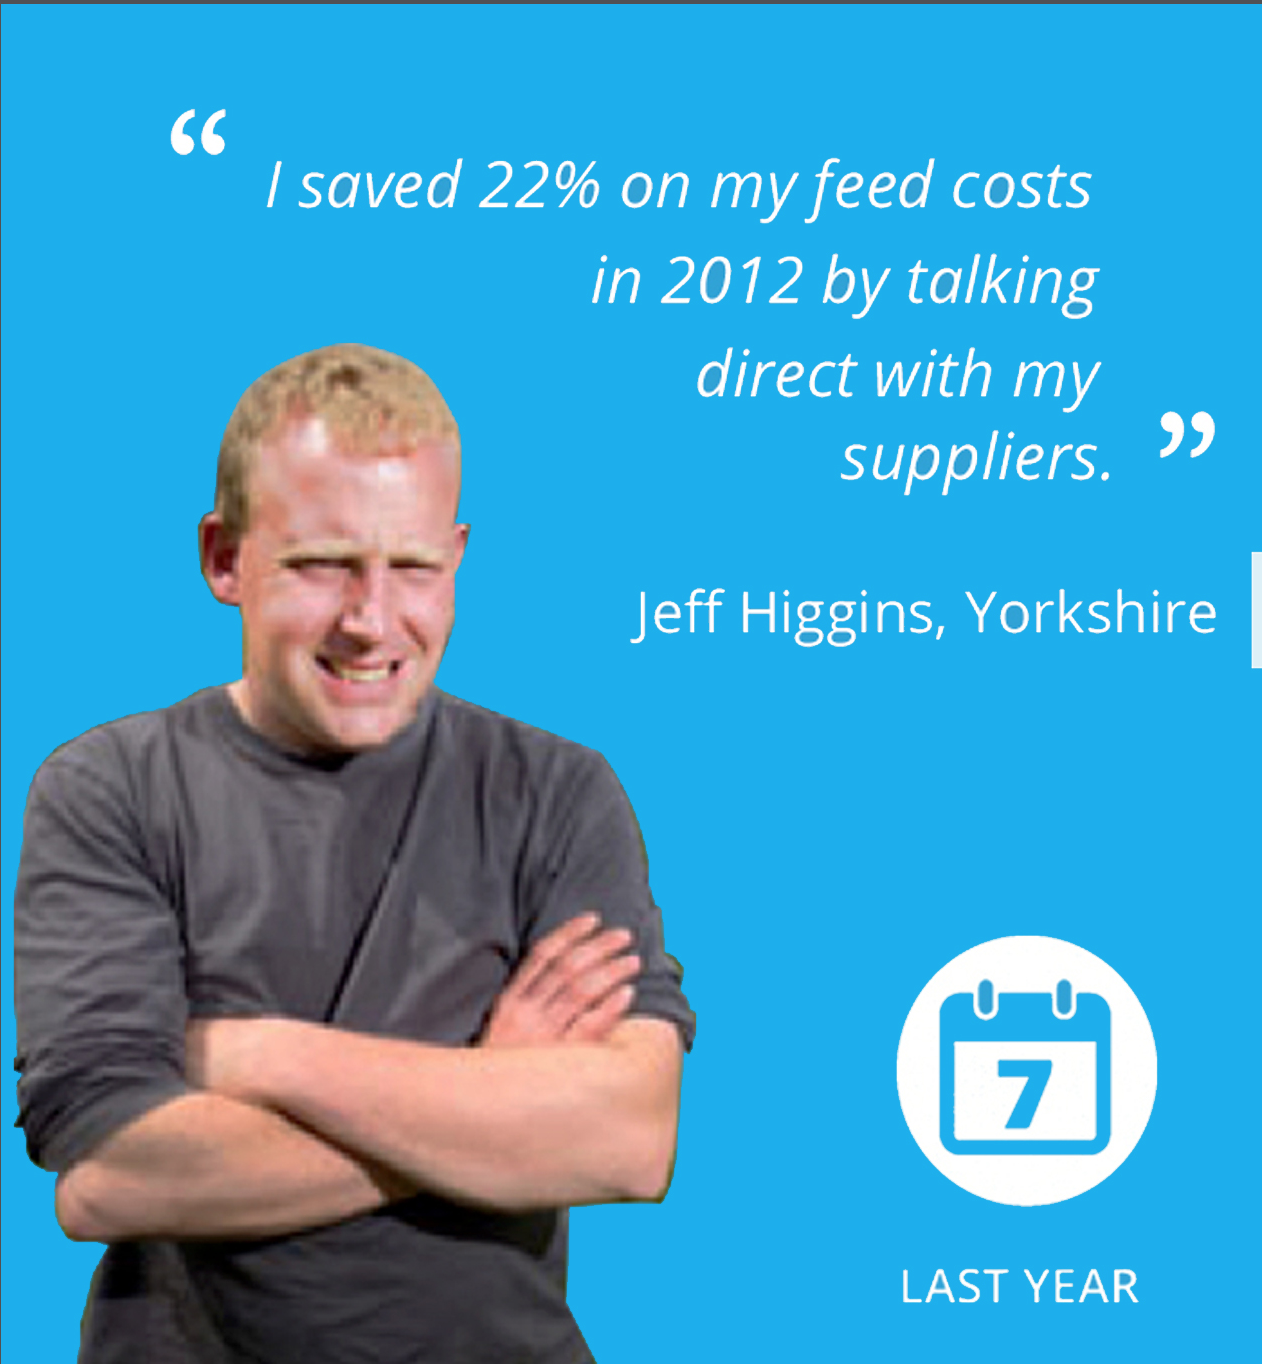 “ I saved 22% on my feed costs
in 2012 by talking
direct with my
suppliers. ”
Jeff Higgins, Yorkshire
7
LAST YEAR